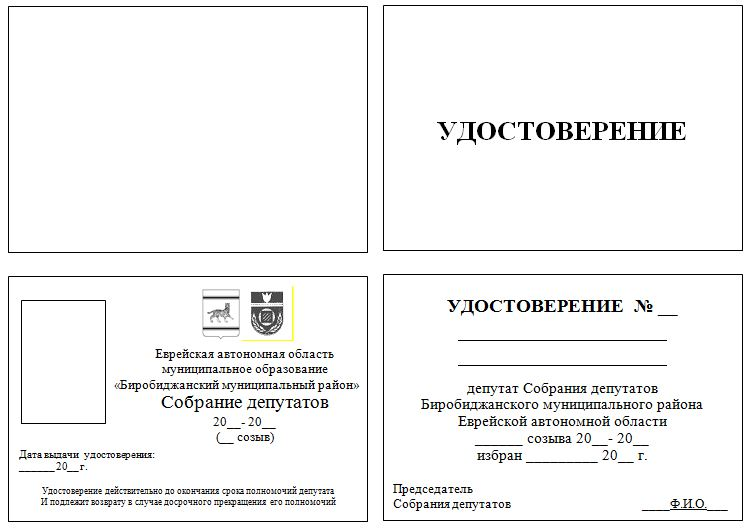 УДОСТОВЕРЕНИЕ
Еврейская автономная область
муниципальное образование
«Биробиджанский муниципальный район»
Собрание депутатов
20__- 20__
(__ созыв)
Дата выдачи удостоверения:
______20__г.
Удостоверение действительно до окончания срока полномочий депутата
И подлежит возврату в случае досрочного прекращения его полномочий
УДОСТОВЕРЕНИЕ № __
депутат Собрания депутатов
Биробиджанского муниципального района
Еврейской автономной области
______ созыва 20__- 20__
избран _________ 20__ г.
Председатель
Собрания депутатов ____Ф.И.О.___